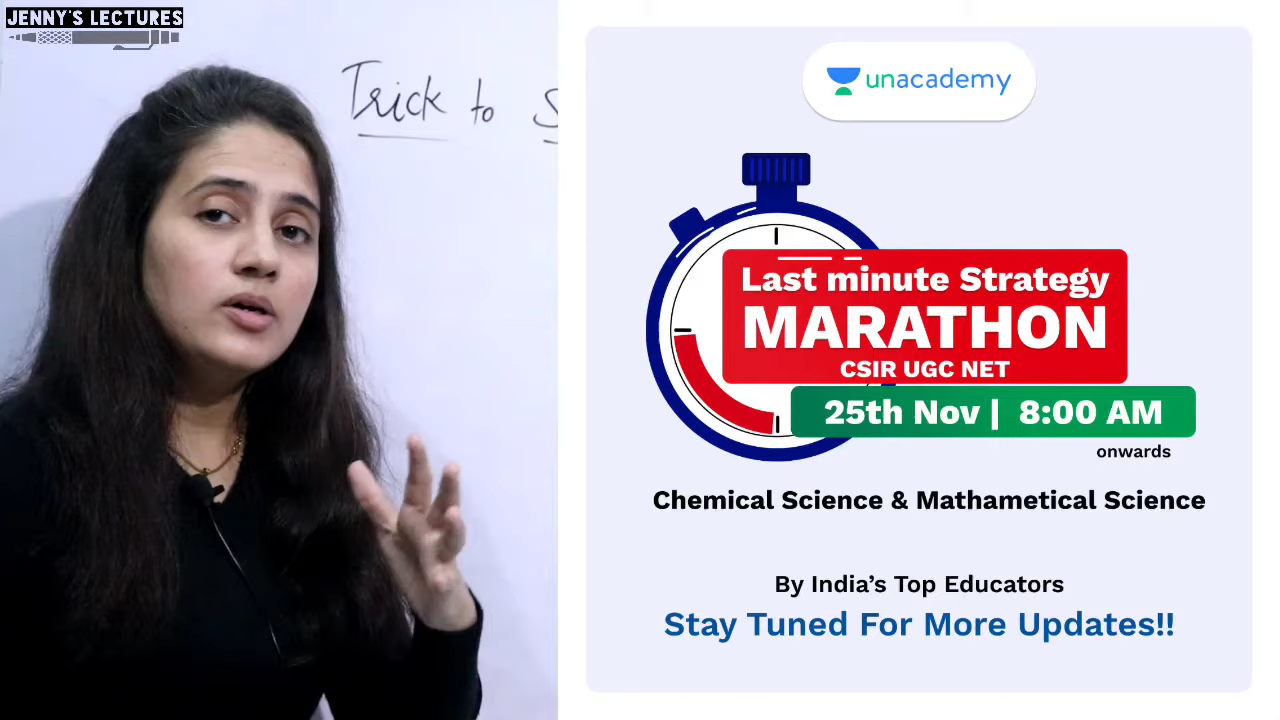 JENNY'S LECTURES
Trick to
unacademy
Last minute Strategy
MARATHON
CSIR UGC NET
25th Nov | 8:00 AM
onwards
Chemical Science & Mathametical Science
By India's Top Educators
Stay Tuned For More Updates!!